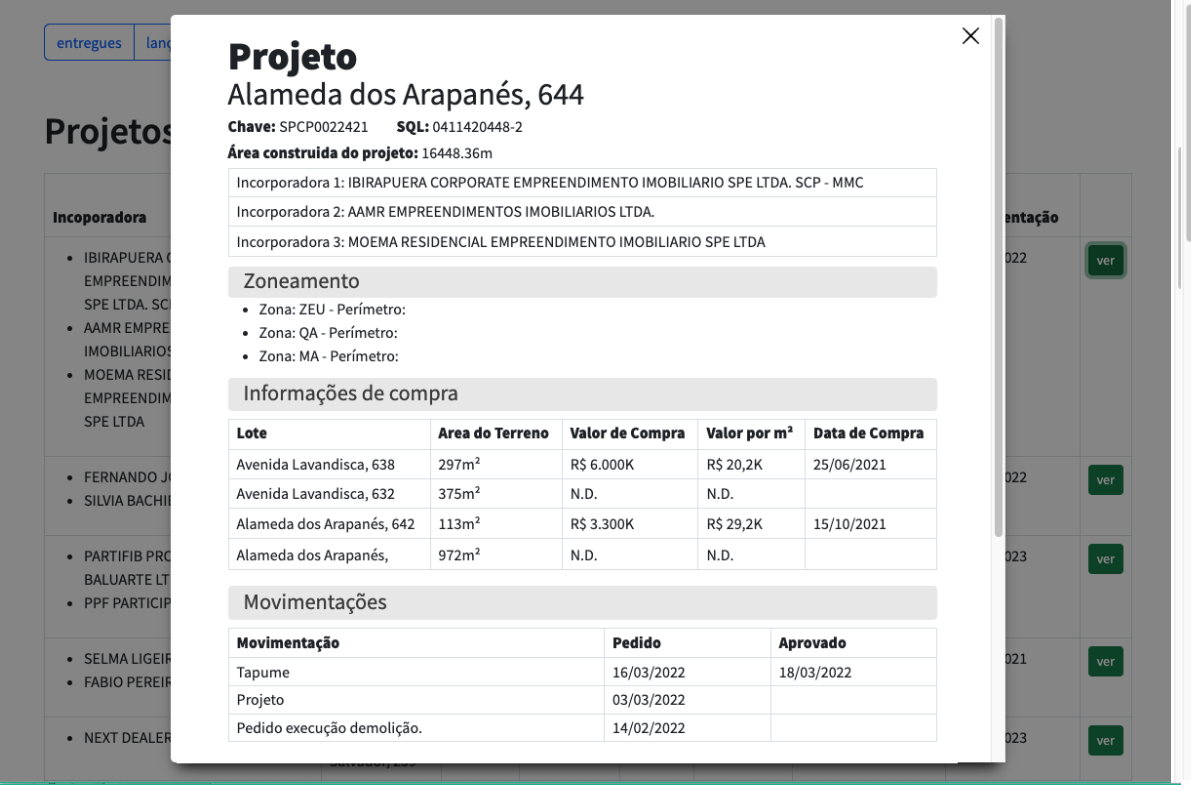 entregues
Projeto
Alameda dos Arapanés, 644
Chave: SPCP0022421 SQL: 0411420448-2
Área construida do projeto: 16448.36m
Incorporadora 1: IBIRAPUERA CORPORATE EMPREENDIMENTO IMOBILIARIO SPE LTDA. SCP - MMC
Incorporadora 2: AAMR EMPREENDIMENTOS IMOBILIARIOS LTDA.
Incorporadora 3: MOEMA RESIDENCIAL EMPREENDIMENTO IMOBILIARIO SPE LTDA
Zoneamento
• Zona: ZEU - Perímetro:
• Zona: QA - Perímetro:
• Zona: MA - Perímetro:
Informações de compra
Lote Area do Terreno Valor de Compra Valor por m² Data de Compra
Avenida Lavandisca, 638 297m² R$ 6.000K R$ 20,2K 25/06/2021
Avenida Lavandisca, 632 375m² N.D. N.D.
Alameda dos Arapanés, 642 113m² R$ 3.300K R$ 29,2K 15/10/2021
Alameda dos Arapanés, 972m² N.D. N.D.
Movimentações
Movimentação Pedido Aprovado
Tapume 16/03/2022 18/03/2022
Projeto 03/03/2022
Pedido execução demolição. 14/02/2022
Projetos
Incoporadora
• IBIRAPUERA
EMPREENDIM
SPE LTDA. SC
• AAMR EMPRE
IMOBILIARIOS
• MOEMA RESID
EMPREENDIM
SPE LTDA
022 ver
• FERNANDO
• SILVIA BACHIE
022 ver
• PARTIFIB PRO
BALUARTE LT
• PPF PARTICIP
023 ver
• SELMA LIGEIR
• FABIO PEREIR
021 ver
• NEXT DEALER
023 ver